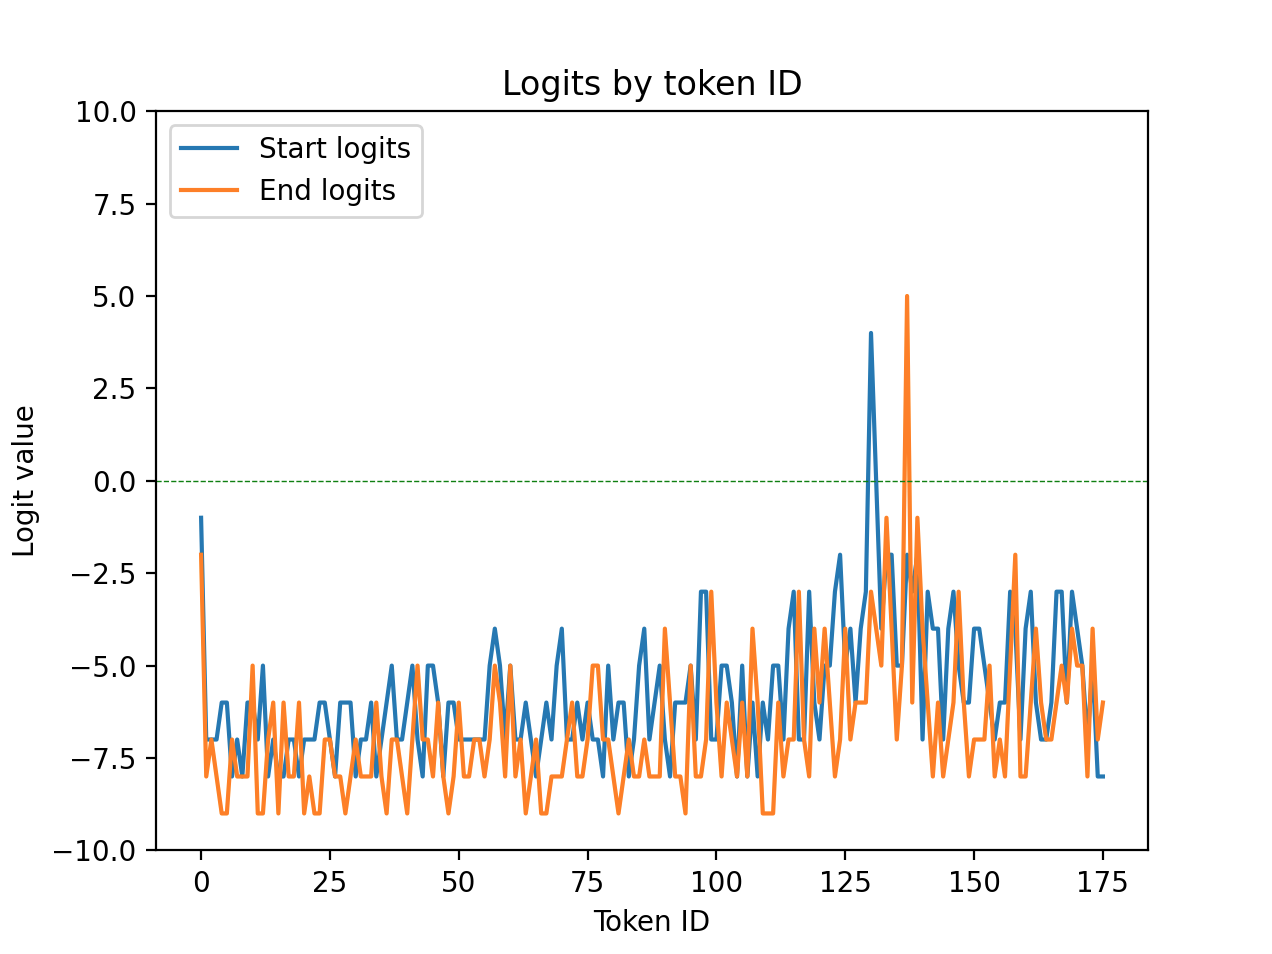 Logits by token ID
Start logits
End logits
10.0
7.5
5.0
2.5
0.0
−2.5
−5.0
−7.5
−10.0
Logit value
0 25 50 75 100 125 150 175
Token ID